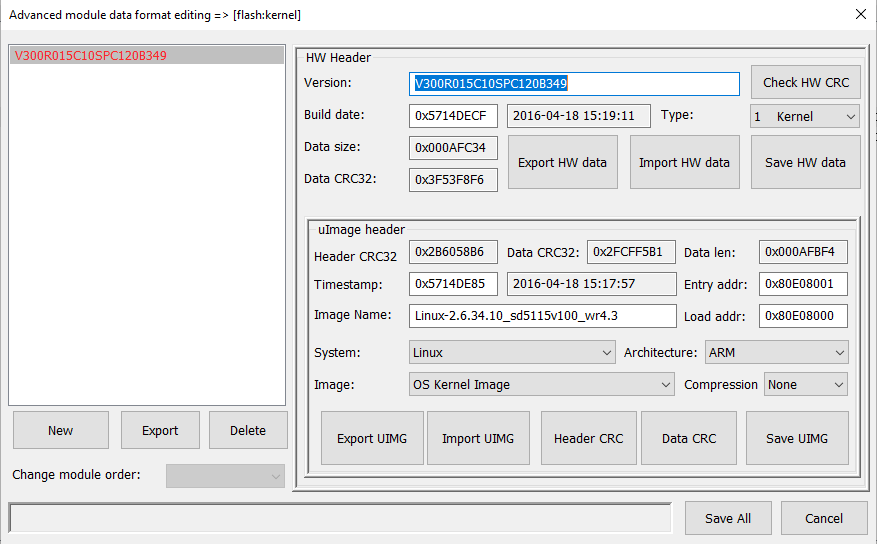 Advanced module data format editing => [flash:kernel]
V300R015C10SPC120B349
HW Header
Version: V300R015C10SPC120B349 Check HW CRC
Build date: 0x5714DECF 2016-04-18 15:19:11 Type: 1 Kernel
Data size: 0x000AFC34
Data CRC32: 0x3F53F8F6
Export HW data Import HW data Save HW data
uImage header
Header CRC32 0x2B6058B6 Data CRC32: 0x2FCFF5B1 Data len: 0x000AFBF4
Timestamp: 0x5714DE85 2016-04-18 15:17:57 Entry addr: 0x80E08001
Image Name: Linux-2.6.34.10_sd5115v100_wr4.3 Load addr: 0x80E08000
System: Linux Architecture: ARM
Image: OS Kernel Image Compression None
Export UIMG Import UIMG Header CRC Data CRC Save UIMG
New Export Delete
Change module order:
Save All Cancel